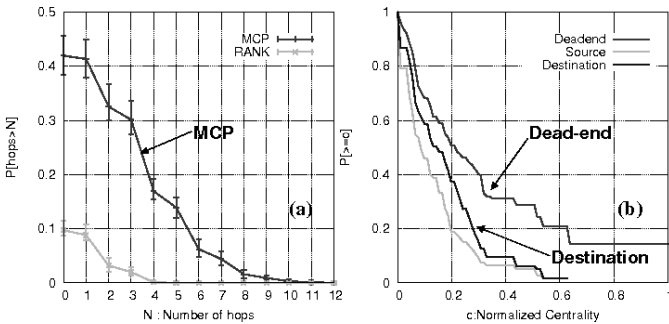 MCP
RANK
0.5
0.4
0.3
0.2
0.1
0
P[hops>N]
MCP
(a)
0 1 2 3 4 5 6 7 8 9 10 11 12
N : Number of hops
Deadend
Source
Destination
1
0.8
0.6
0.4
0.2
0
P[>=c]
Dead-end
(b)
Destination
0 0.2 0.4 0.6 0.8 1
c:Normalized Centrality